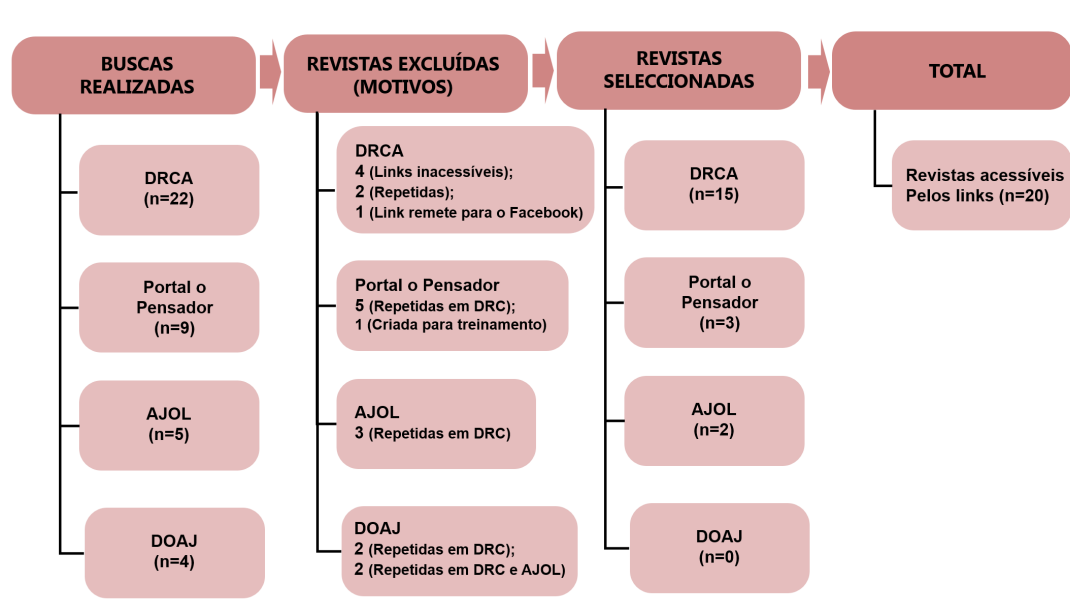 BUSCAS
REALIZADAS
DRCA
(n=22)
Portal o
Pensador
(n=9)
AJOL
(n=5)
DOAJ
(n=4)
REVISTAS EXCLUÍDAS
(MOTIVOS)
DRCA
4 (Links inacessíveis);
2 (Repetidas);
1 (Link remete para o Facebook)
Portal o Pensador
5 (Repetidas em DRC);
1 (Criada para treinamento)
AJOL
3 (Repetidas em DRC)
DOAJ
2 (Repetidas em DRC);
2 (Repetidas em DRC e AJOL)
REVISTAS
SELECCIONADAS
DRCA
(n=15)
Portal o
Pensador
(n=3)
AJOL
(n=2)
DOAJ
(n=0)
TOTAL
Revistas acessíveis
Pelos links (n=20)